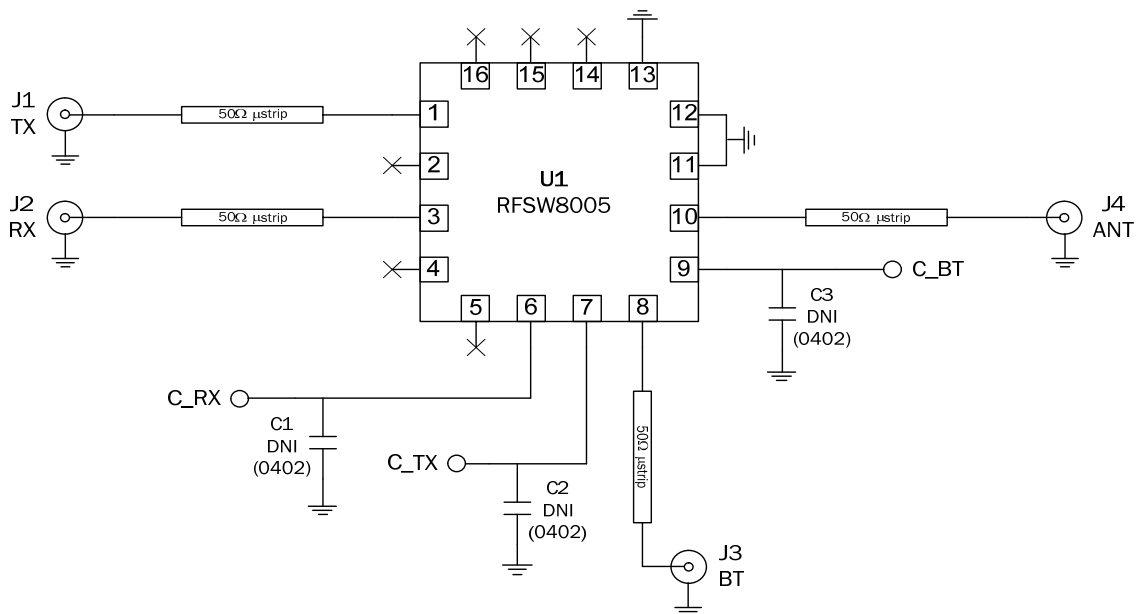 16
15
14
13
J1
TX
50Ω µstrip
1
12
2
11
U1
RFSW8005
J2
RX
50Ω µstrip
3
10
50Ω µstrip
J4
ANT
4
9
C_BT
5
6
7
8
C3
DNI
(0402)
C_RX
C1
DNI
(0402)
C_TX
C2
DNI
(0402)
50Ω µstrip
J3
BT